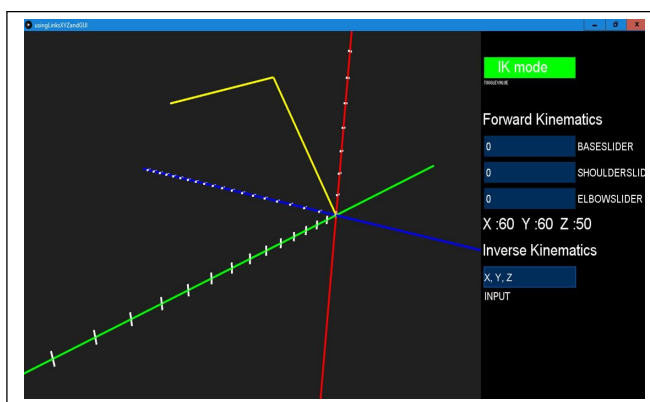 usingLinksXYZandGUI
IK mode
Forward Kinematics
0 BASESLIDER
0 SHOULDERSLID
0 ELBOWSLIDER
X :60 Y :60 Z :50
Inverse Kinematics
X, Y, Z
INPUT